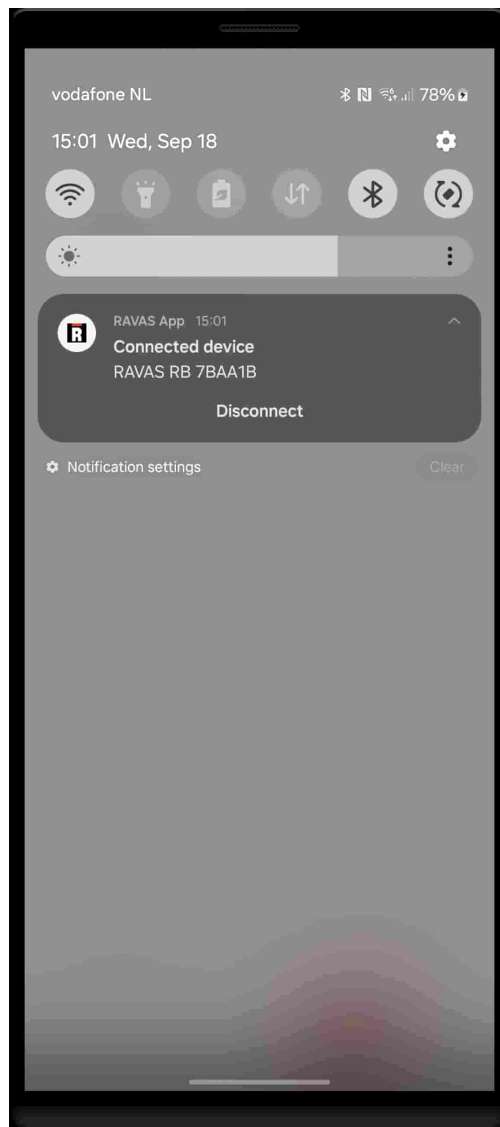 vodafone NL 78%
15:01 Wed, Sep 18
RAVAS App 15:01
R
Connected device
RAVAS RB 7BAA1B
Disconnect
Notification settings Clear